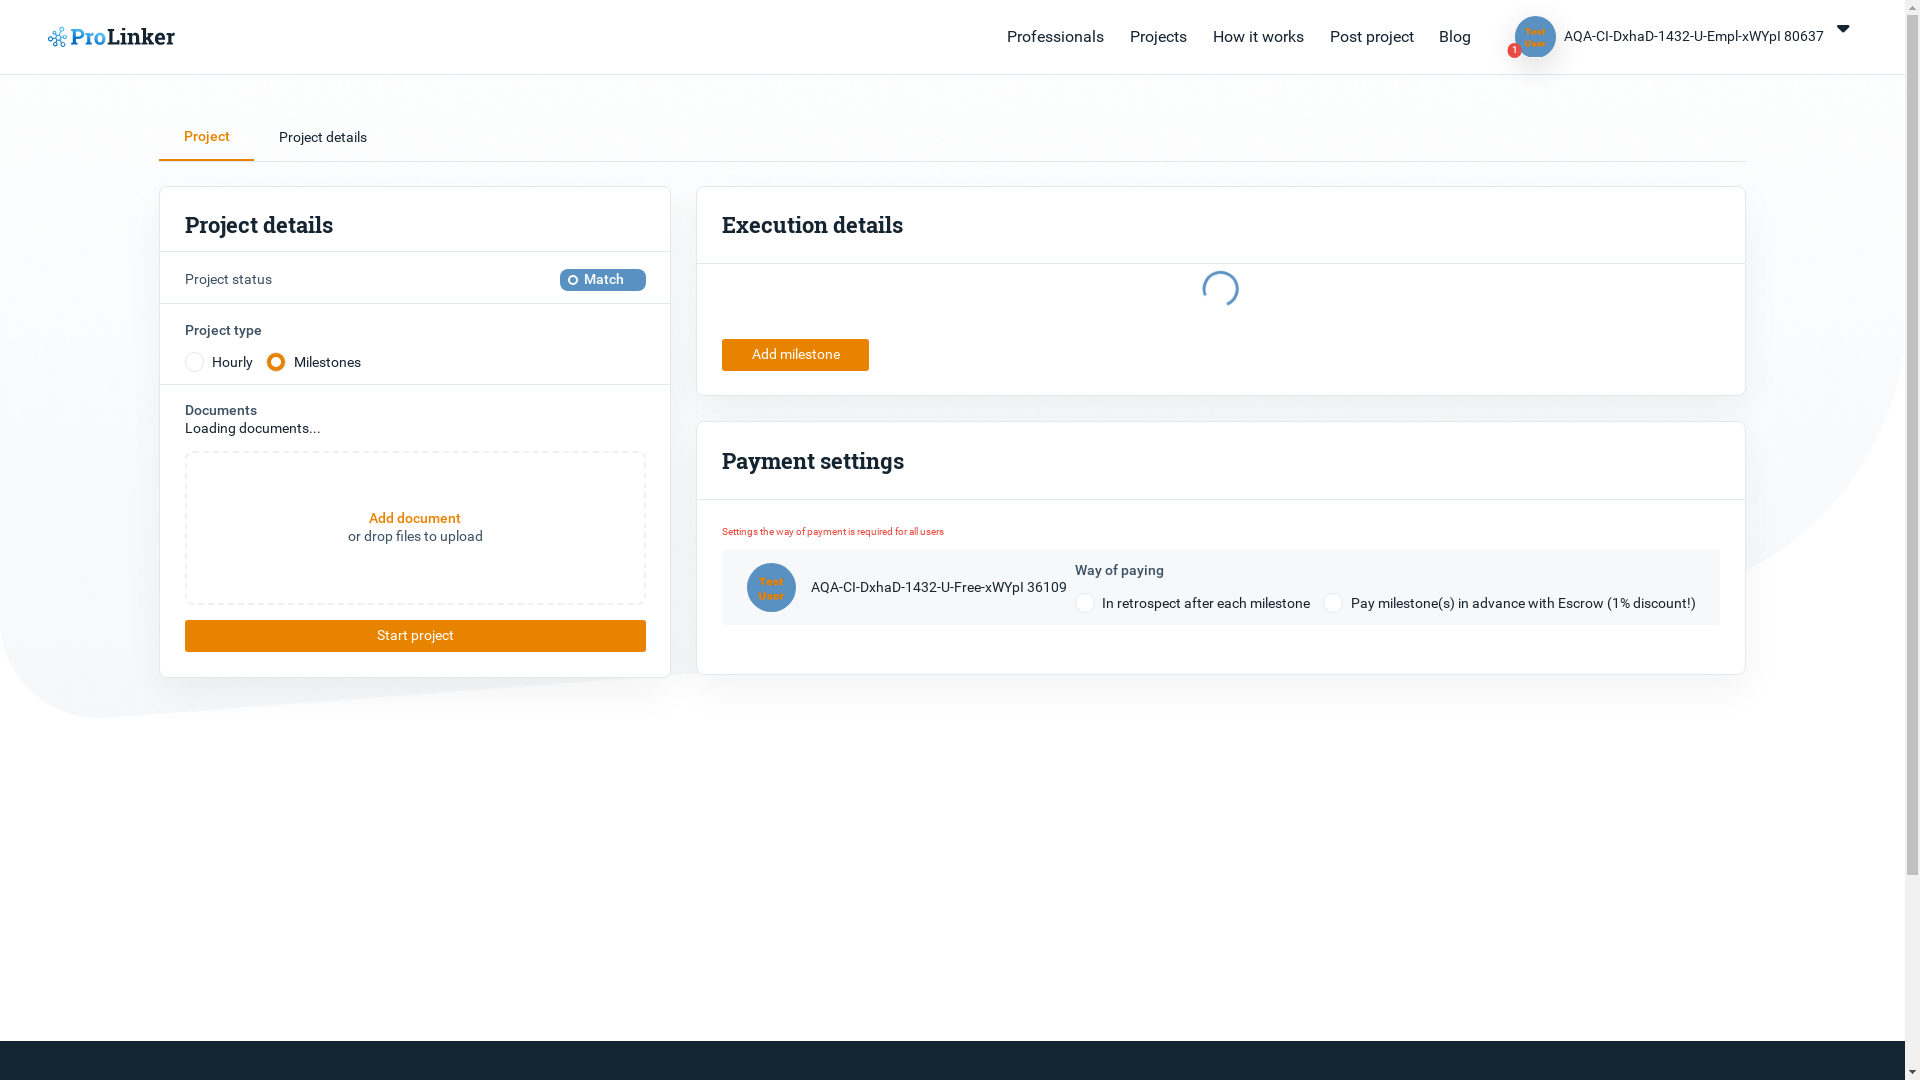 ProLinker
Professionals
Projects
How it works
Post project
Blog
Test
User
1
AQA-CI-DxhaD-1432-U-Empl-xWYpI 80637
Project
Project details
Project details
Project status
Match
Project type
Hourly
Milestones
Documents
Loading documents...
Add document
or drop files to upload
Start project
Execution details
Add milestone
Payment settings
Settings the way of payment is required for all users
Test
User
AQA-CI-DxhaD-1432-U-Free-xWYpI 36109
Way of paying
In retrospect after each milestone
Pay milestone(s) in advance with Escrow (1% discount!)